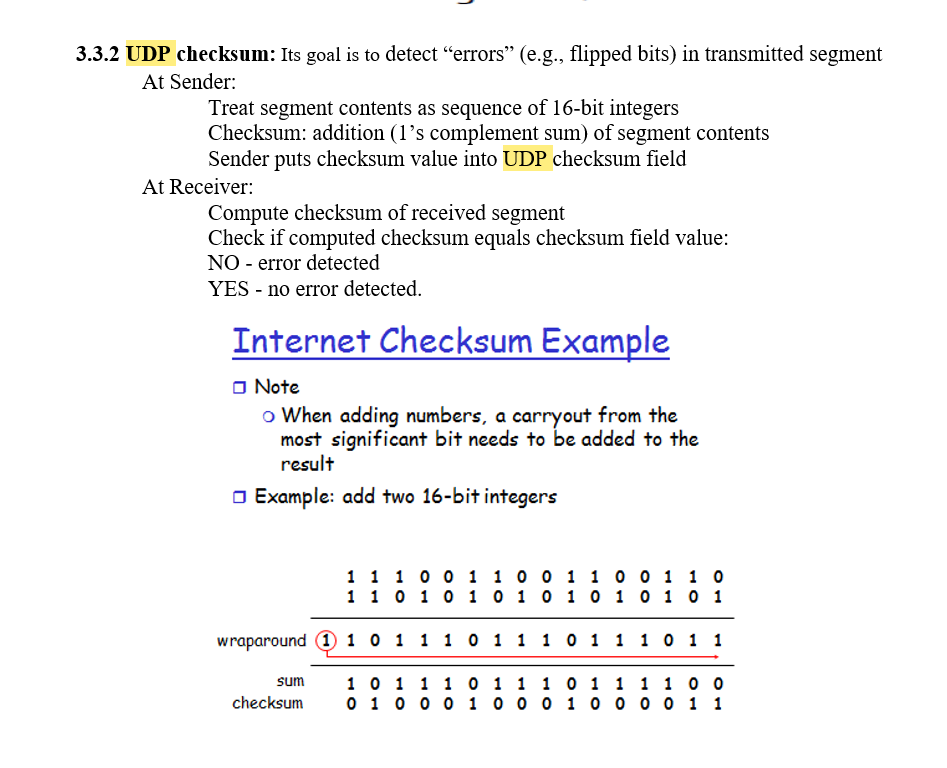 3.3.2 UDP checksum: Its goal is to detect “errors” (e.g., flipped bits) in transmitted segment
At Sender:
Treat segment contents as sequence of 16-bit integers
Checksum: addition (1’s complement sum) of segment contents
Sender puts checksum value into UDP checksum field
At Receiver:
Compute checksum of received segment
Check if computed checksum equals checksum field value:
NO - error detected
YES - no error detected.
Internet Checksum Example
Note
When adding numbers, a carryout from the
most significant bit needs to be added to the
result
Example: add two 16-bit integers
1 1 1 0 0 1 1 0 0 1 1 0 0 1 1 0
1 1 0 1 0 1 0 1 0 1 0 1 0 1 0 1
wraparound 1 1 0 1 1 1 0 1 1 1 0 1 1 1 0 1 1
sum 1 0 1 1 1 0 1 1 1 0 1 1 1 1 0 0
checksum 0 1 0 0 0 1 0 0 0 1 0 0 0 0 1 1